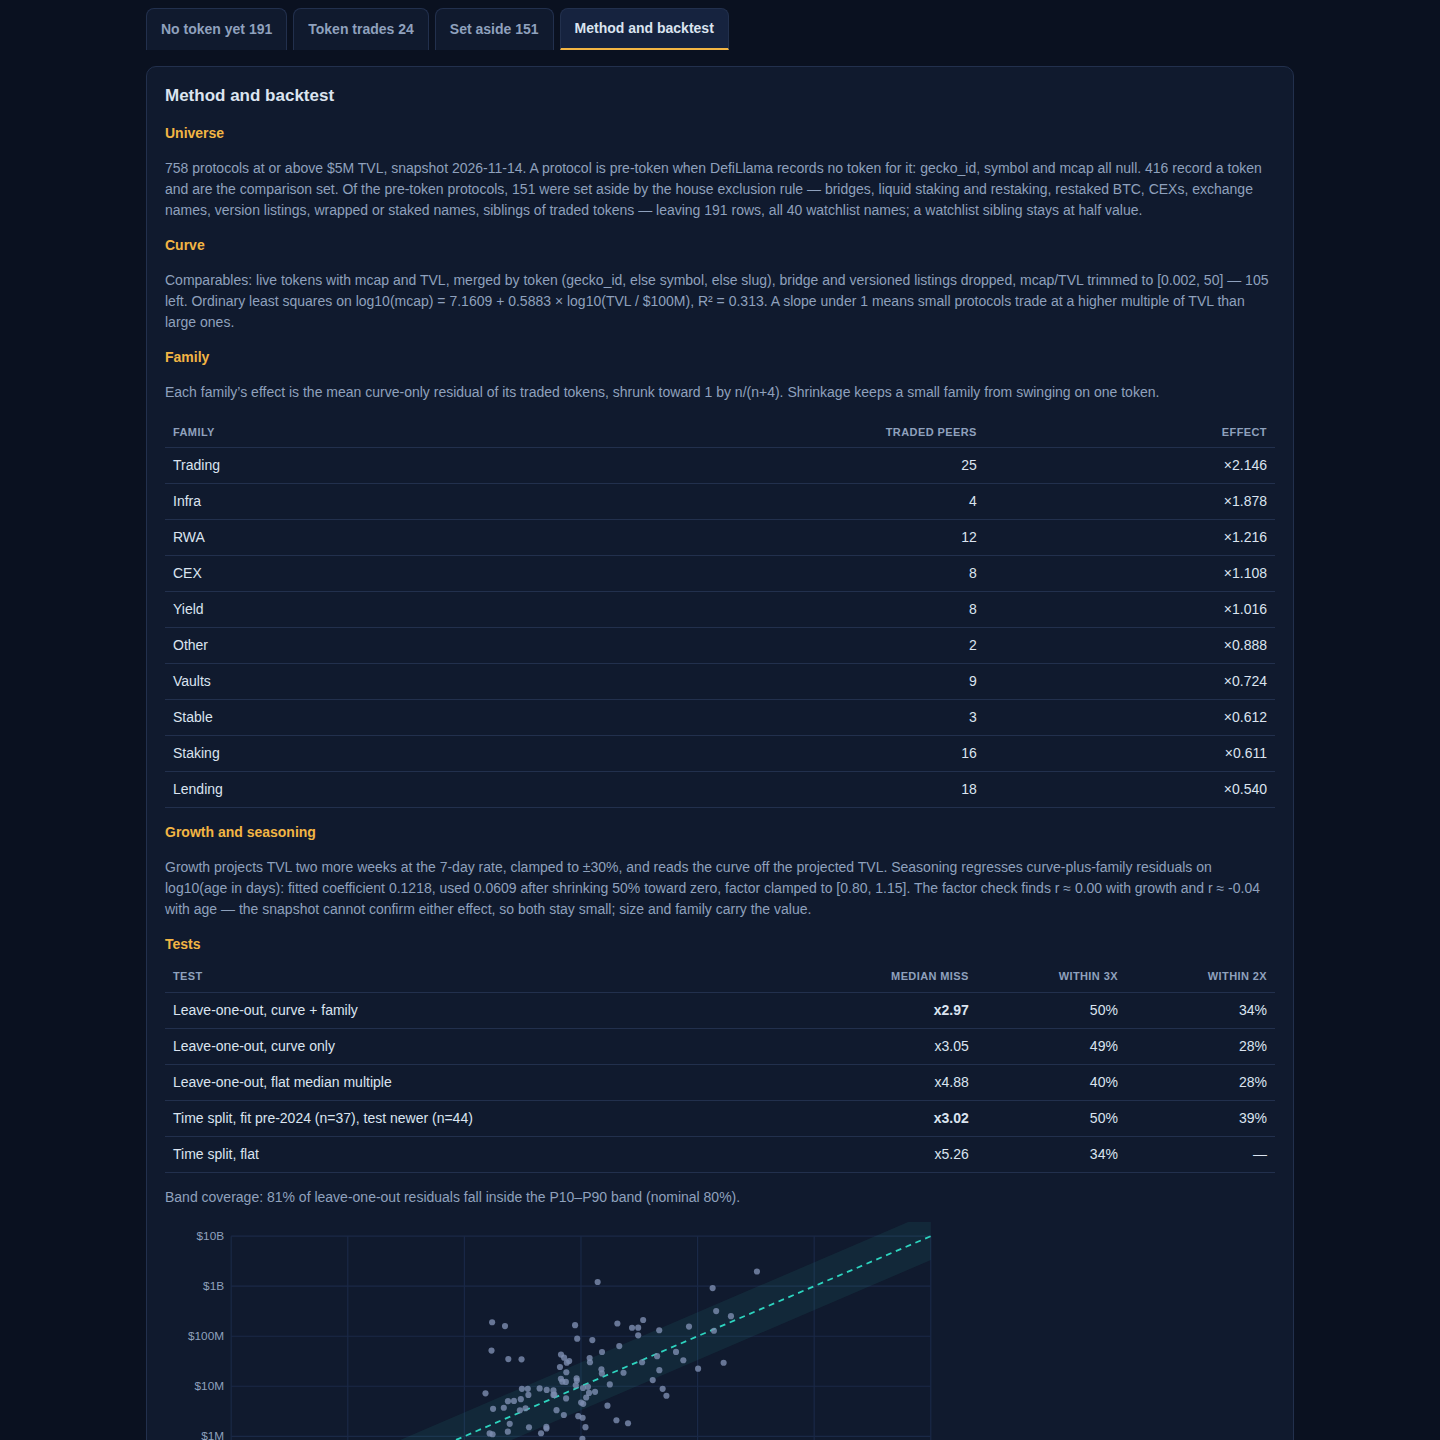 No token yet 191 Token trades 24 Set aside 151 Method and backtest
Method and backtest
Universe
758 protocols at or above $5M TVL, snapshot 2026-11-14. A protocol is pre-token when DefiLlama records no token for it: gecko_id, symbol and mcap all null. 416 record a token
and are the comparison set. Of the pre-token protocols, 151 were set aside by the house exclusion rule — bridges, liquid staking and restaking, restaked BTC, CEXs, exchange
names, version listings, wrapped or staked names, siblings of traded tokens — leaving 191 rows, all 40 watchlist names; a watchlist sibling stays at half value.
Curve
Comparables: live tokens with mcap and TVL, merged by token (gecko_id, else symbol, else slug), bridge and versioned listings dropped, mcap/TVL trimmed to [0.002, 50] — 105
left. Ordinary least squares on log10(mcap) = 7.1609 + 0.5883 × log10(TVL / $100M), R² = 0.313. A slope under 1 means small protocols trade at a higher multiple of TVL than
large ones.
Family
Each family’s effect is the mean curve-only residual of its traded tokens, shrunk toward 1 by n/(n+4). Shrinkage keeps a small family from swinging on one token.
FAMILY TRADED PEERS EFFECT
Trading 25 ×2.146
Infra 4 ×1.878
RWA 12 ×1.216
CEX 8 ×1.108
Yield 8 ×1.016
Other 2 ×0.888
Vaults 9 ×0.724
Stable 3 ×0.612
Staking 16 ×0.611
Lending 18 ×0.540
Growth and seasoning
Growth projects TVL two more weeks at the 7-day rate, clamped to ±30%, and reads the curve off the projected TVL. Seasoning regresses curve-plus-family residuals on
log10(age in days): fitted coefficient 0.1218, used 0.0609 after shrinking 50% toward zero, factor clamped to [0.80, 1.15]. The factor check finds r ≈ 0.00 with growth and r ≈ -0.04
with age — the snapshot cannot confirm either effect, so both stay small; size and family carry the value.
Tests
TEST MEDIAN MISS WITHIN 3X WITHIN 2X
Leave-one-out, curve + family x2.97 50% 34%
Leave-one-out, curve only x3.05 49% 28%
Leave-one-out, flat median multiple x4.88 40% 28%
Time split, fit pre-2024 (n=37), test newer (n=44) x3.02 50% 39%
Time split, flat x5.26 34% —
Band coverage: 81% of leave-one-out residuals fall inside the P10–P90 band (nominal 80%).
$10B
$1B
$100M
$10M
$1M